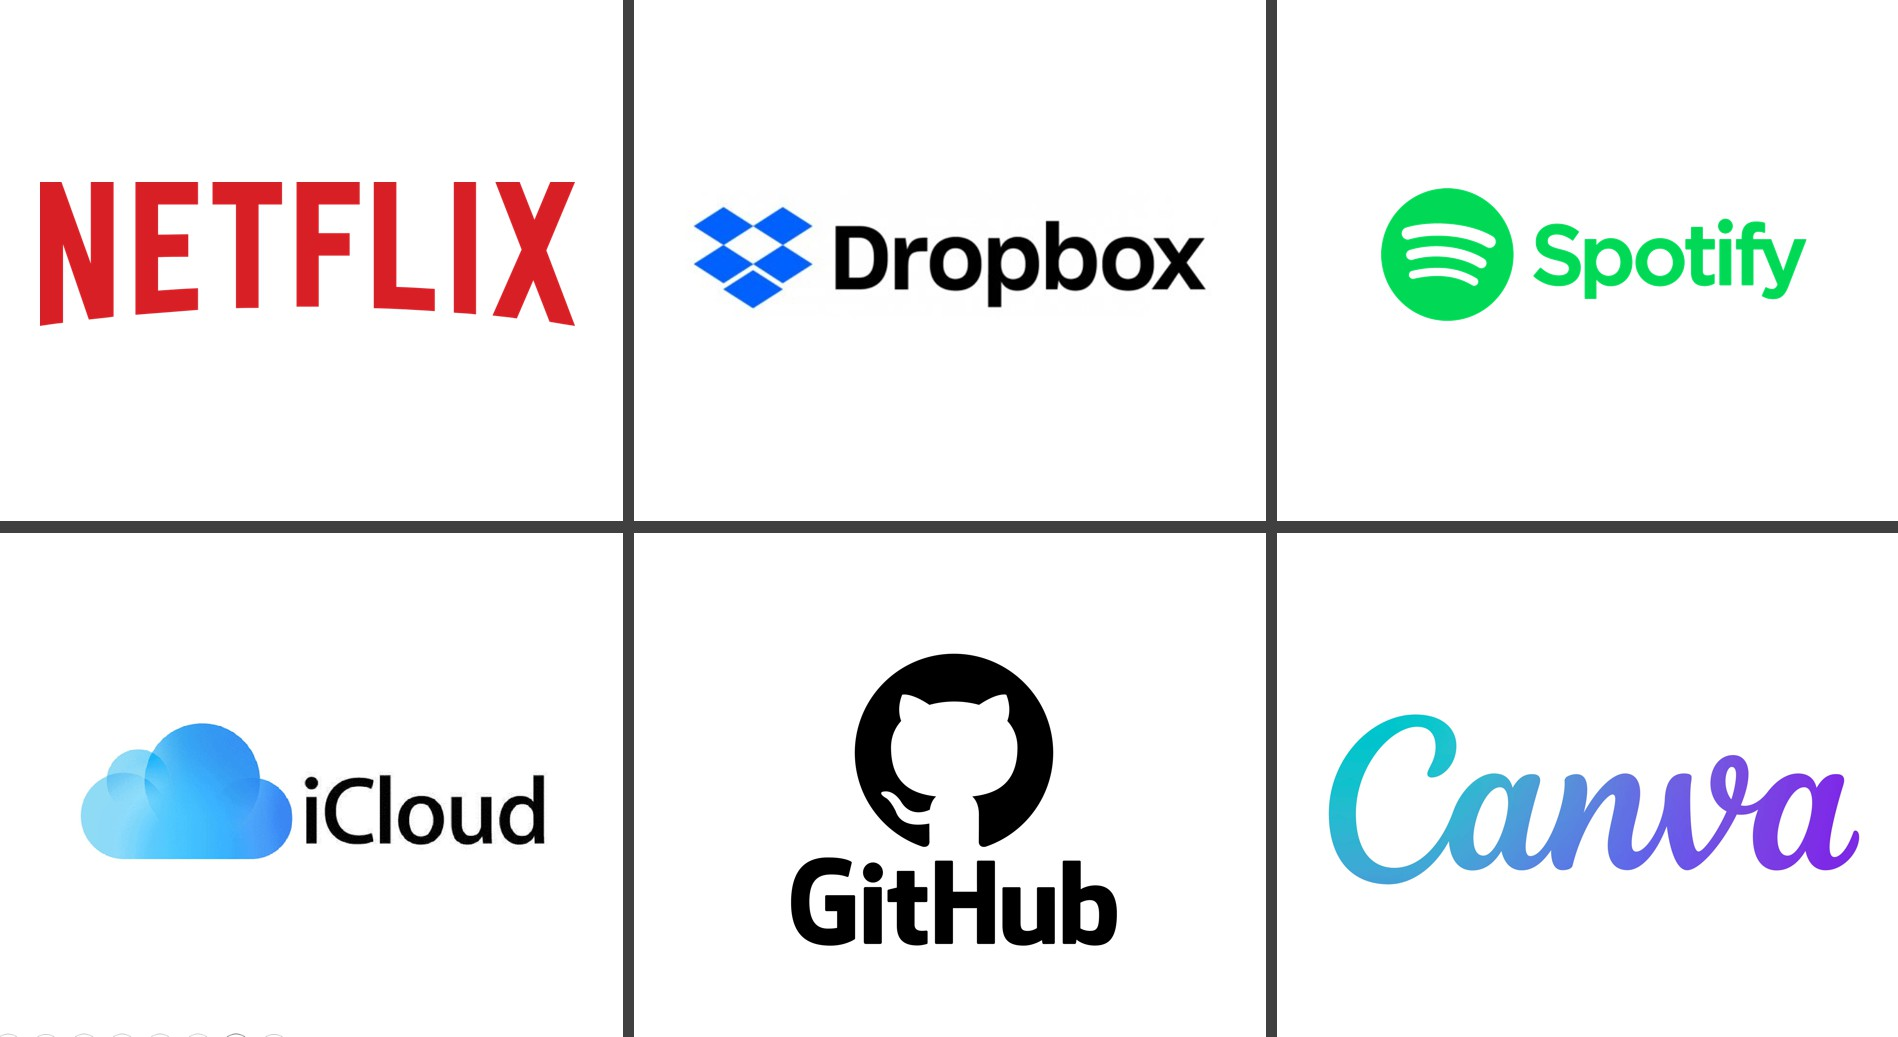 NETFLIX
Dropbox
Spotify
iCloud
GitHub
Canva